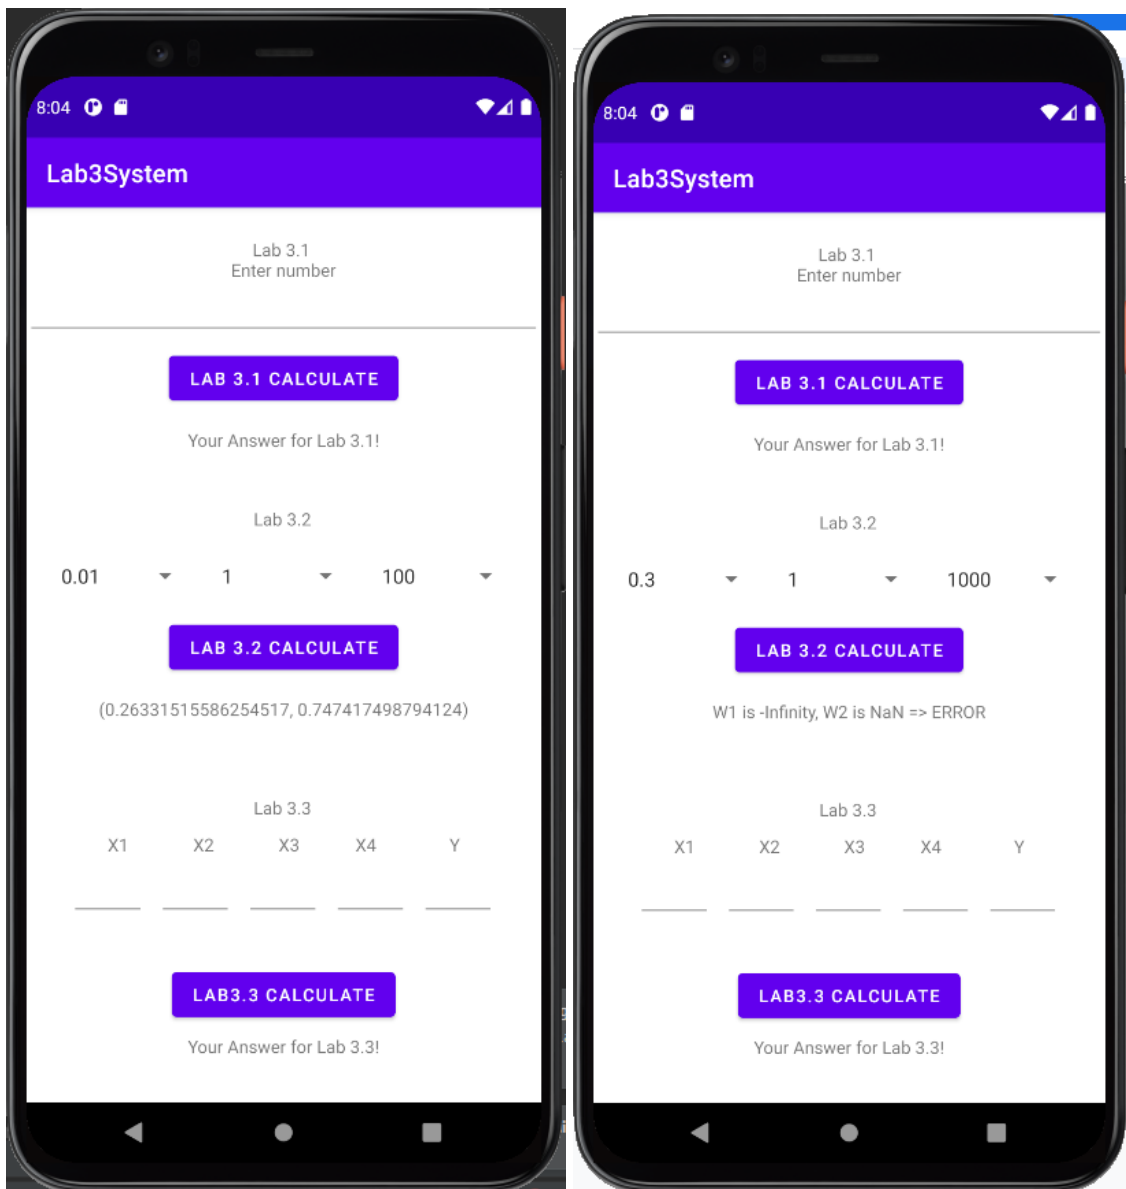 8:04
Lab3System
Lab 3.1
Enter number
LAB 3.1 CALCULATE
Your Answer for Lab 3.1!
Lab 3.2
0.01 1 100
LAB 3.2 CALCULATE
(0.26331515586254517, 0.747417498794124)
Lab 3.3
X1 X2 X3 X4 Y
LAB3.3 CALCULATE
Your Answer for Lab 3.3!
8:04
Lab3System
Lab 3.1
Enter number
LAB 3.1 CALCULATE
Your Answer for Lab 3.1!
Lab 3.2
0.3 1 1000
LAB 3.2 CALCULATE
W1 is -Infinity, W2 is NaN => ERROR
Lab 3.3
X1 X2 X3 X4 Y
LAB3.3 CALCULATE
Your Answer for Lab 3.3!